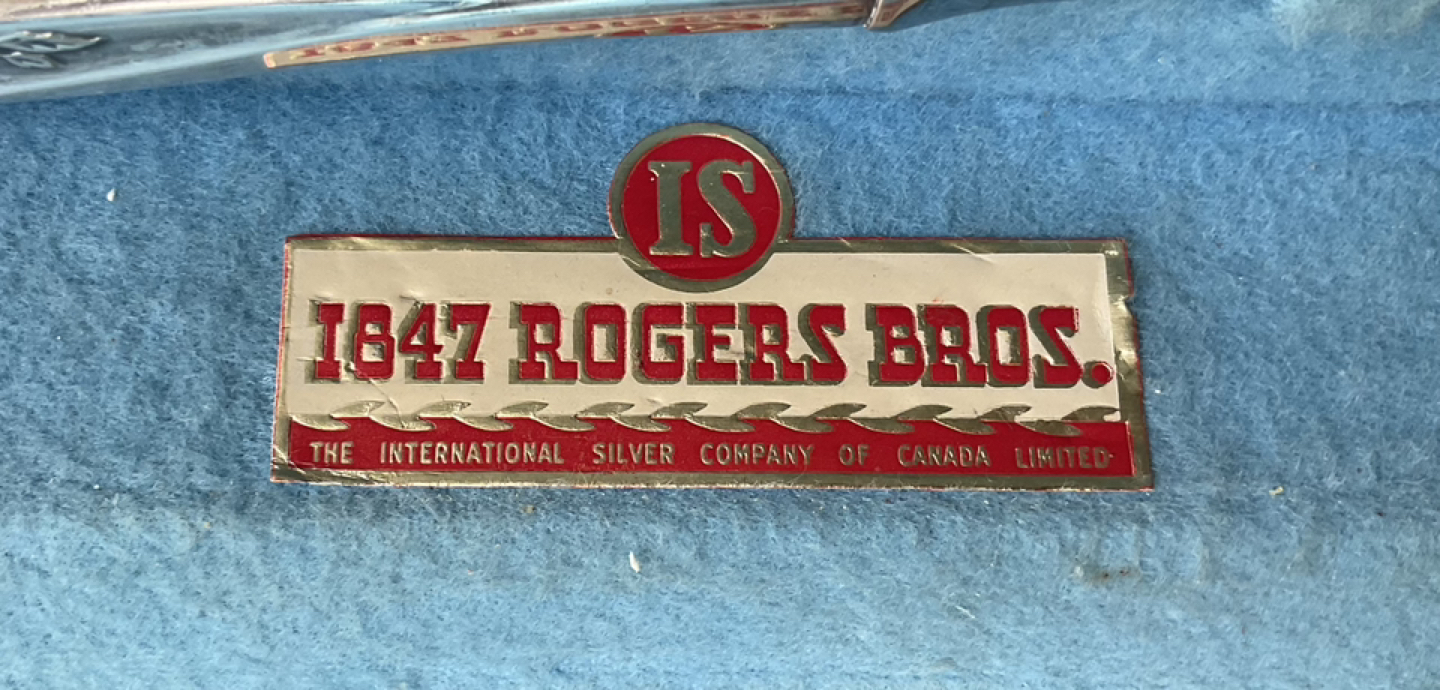 IS
1847 ROGERS BROS.
THE INTERNATIONAL SILVER COMPANY OF CANADA LIMITED